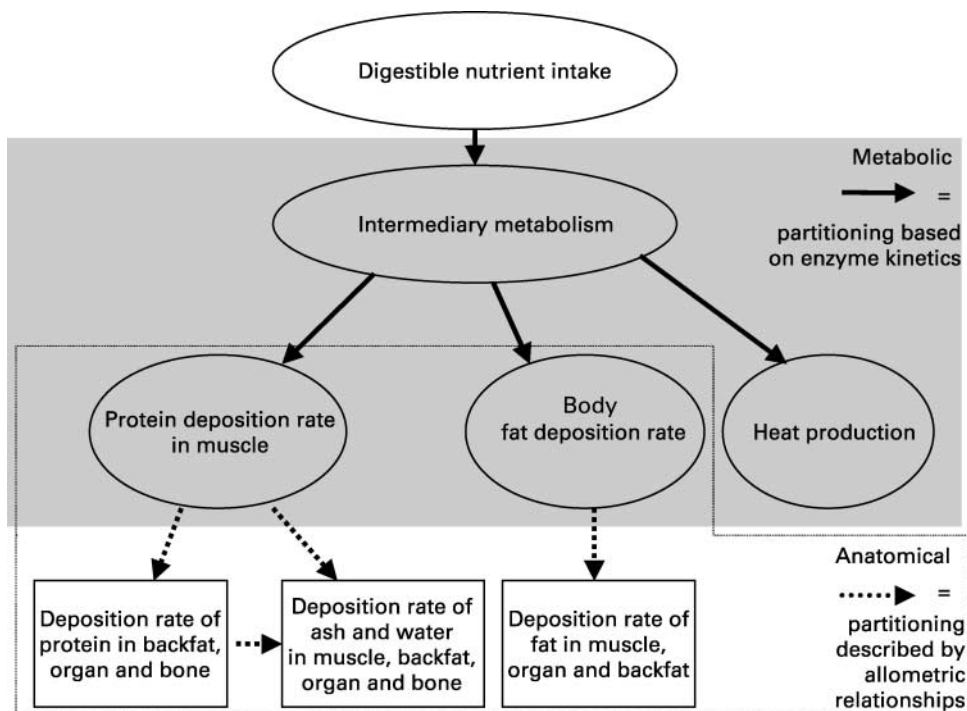 Digestible nutrient intake
Metabolic
=
partitioning based
on enzyme kinetics
Intermediary metabolism
Protein deposition rate
in muscle
Body
fat deposition rate
Heat production
Deposition rate of
protein in backfat,
organ and bone
Deposition rate of
ash and water
in muscle, backfat,
organ and bone
Deposition rate of
fat in muscle,
organ and backfat
Anatomical
=
partitioning
described by
allometric
relationships